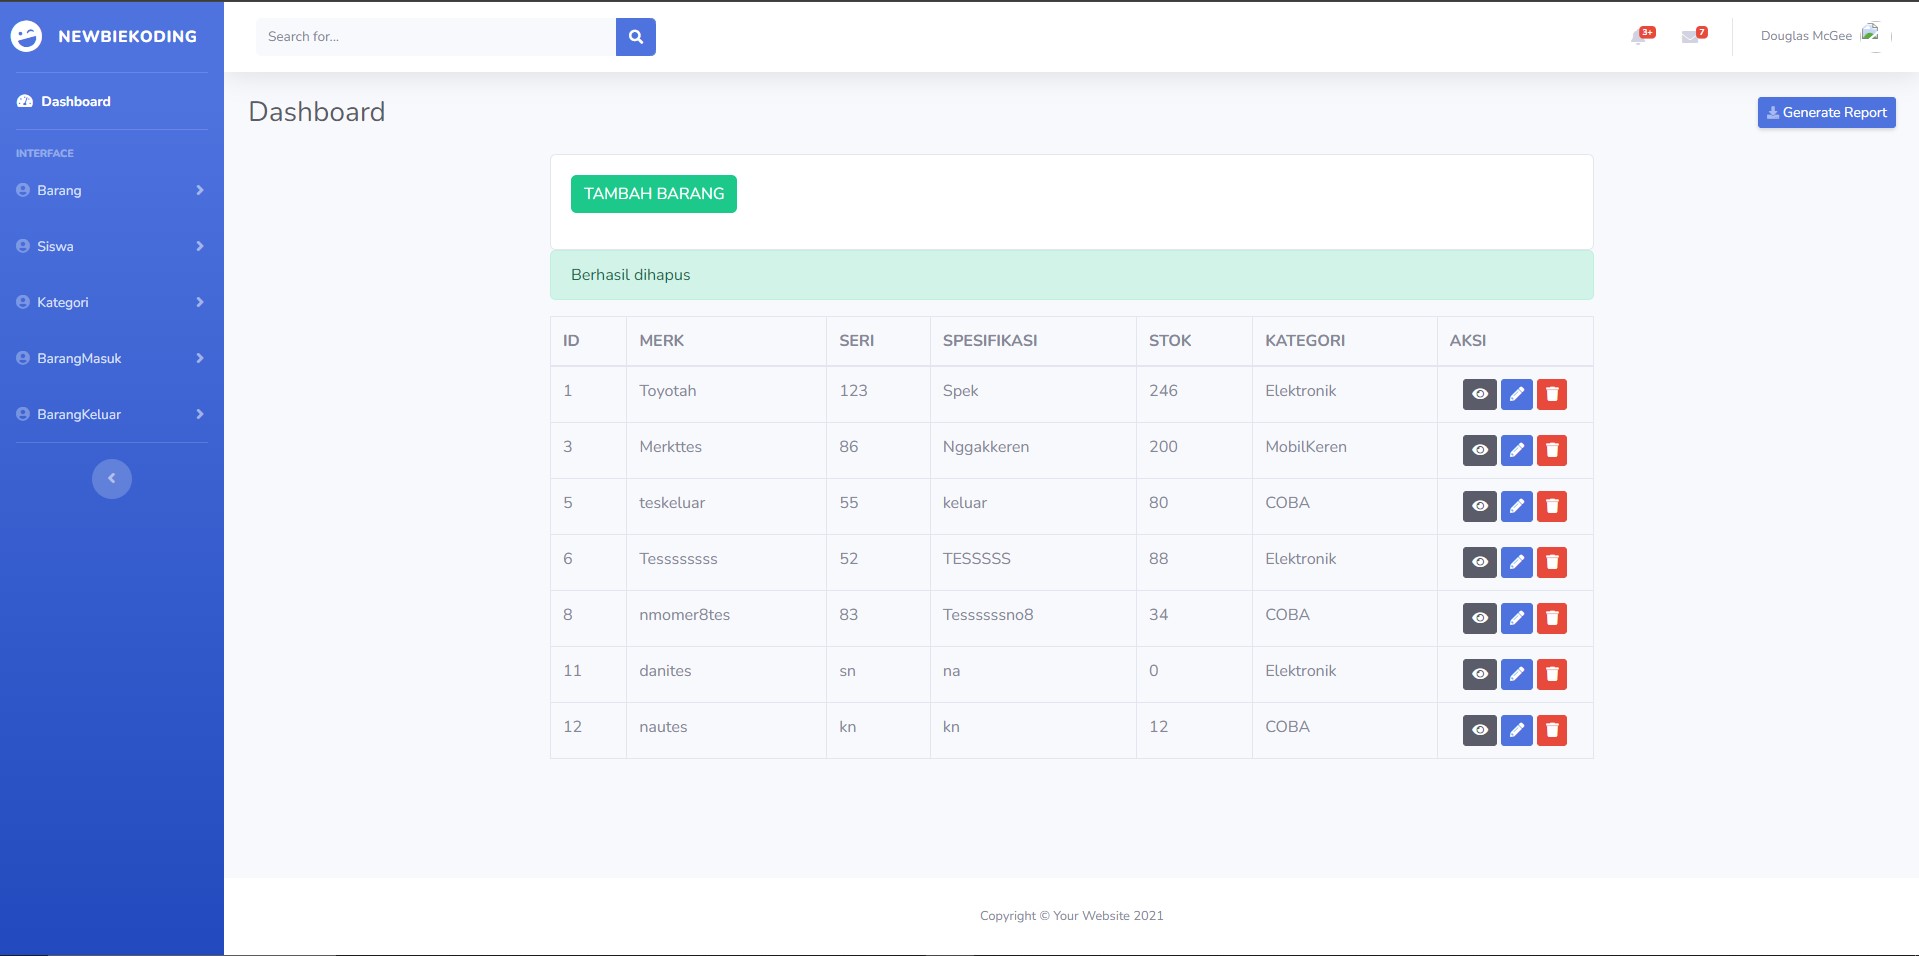 NEWBIEKODING
Search for...
3+
7
Douglas McGee
Dashboard
INTERFACE
Barang
Siswa
Kategori
BarangMasuk
BarangKeluar
Dashboard
Generate Report
TAMBAH BARANG
Berhasil dihapus
ID MERK SERI SPESIFIKASI STOK KATEGORI AKSI
1 Toyotah 123 Spek 246 Elektronik
3 Merkttes 86 Nggakkeren 200 MobilKeren
5 teskeluar 55 keluar 80 COBA
6 Tesssssssss 52 TESSSSS 88 Elektronik
8 nmomer8tes 83 Tessssssno8 34 COBA
11 danites sn na 0 Elektronik
12 nautes kn kn 12 COBA
Copyright © Your Website 2021